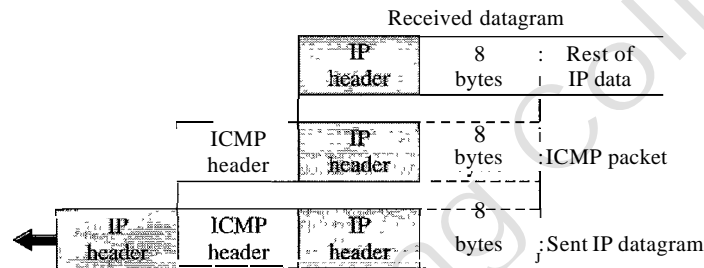 Received datagram
IP header
8 bytes
: Rest of IP data
ICMP header
IP header
8 bytes
:ICMP packet
IP header
ICMP header
IP header
8 bytes
:Sent IP datagram